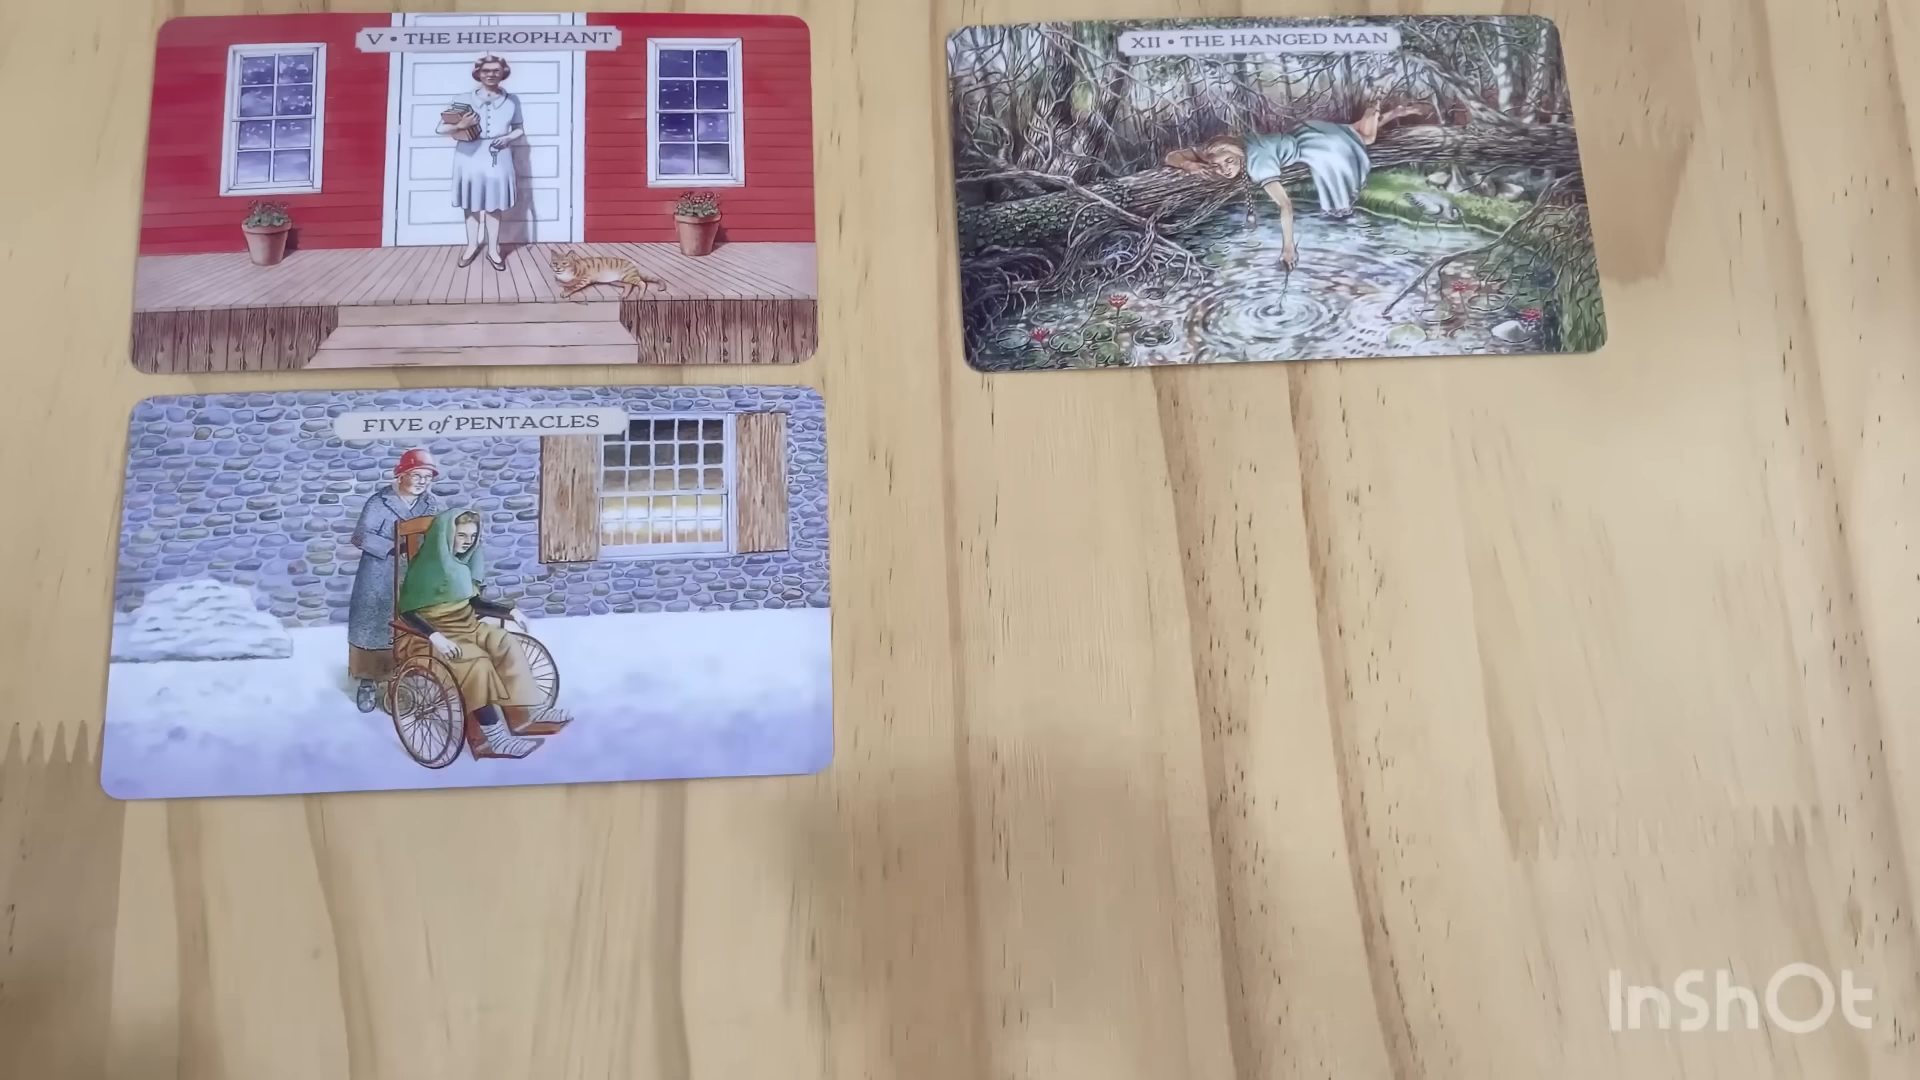 V • THE HIEROPHANT
XII • THE HANGED MAN
FIVE of PENTACLES
InShOt